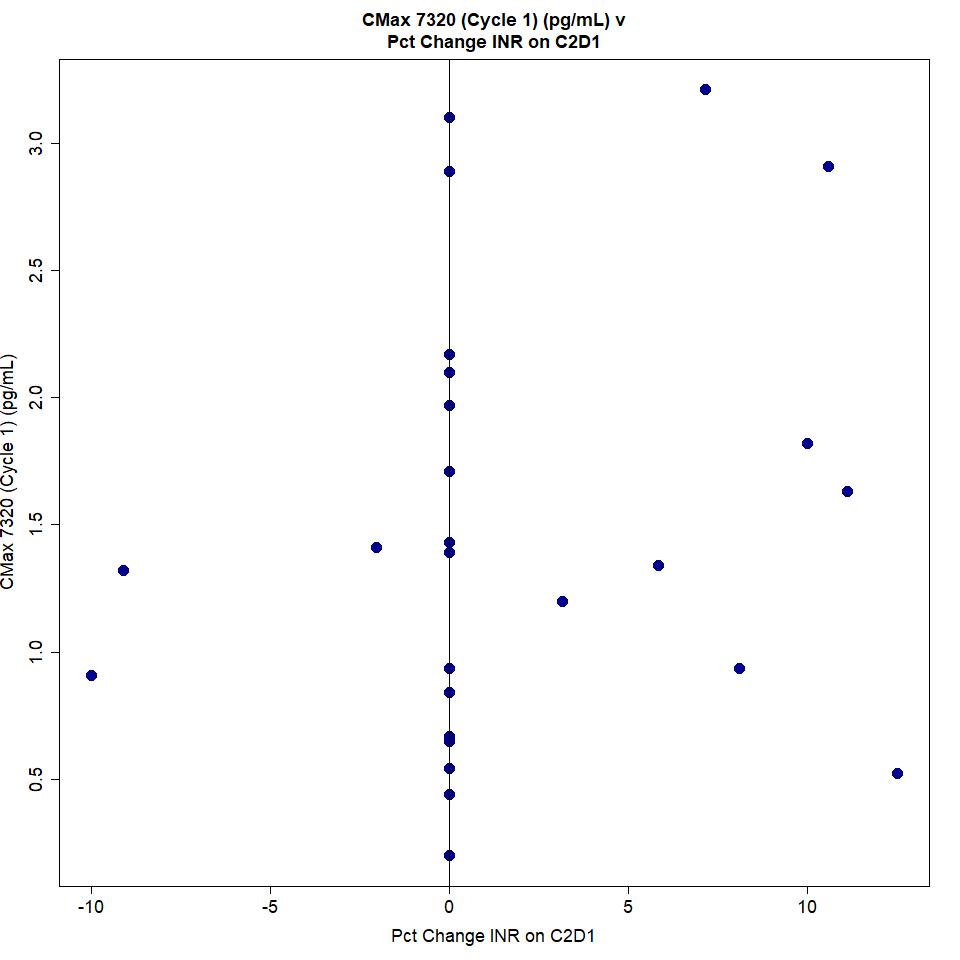 CMax 7320 (Cycle 1) (pg/mL) v
Pct Change INR on C2D1
CMax 7320 (Cycle 1) (pg/mL)
3.0
2.5
2.0
1.5
1.0
0.5
-10 -5 0 5 10
Pct Change INR on C2D1